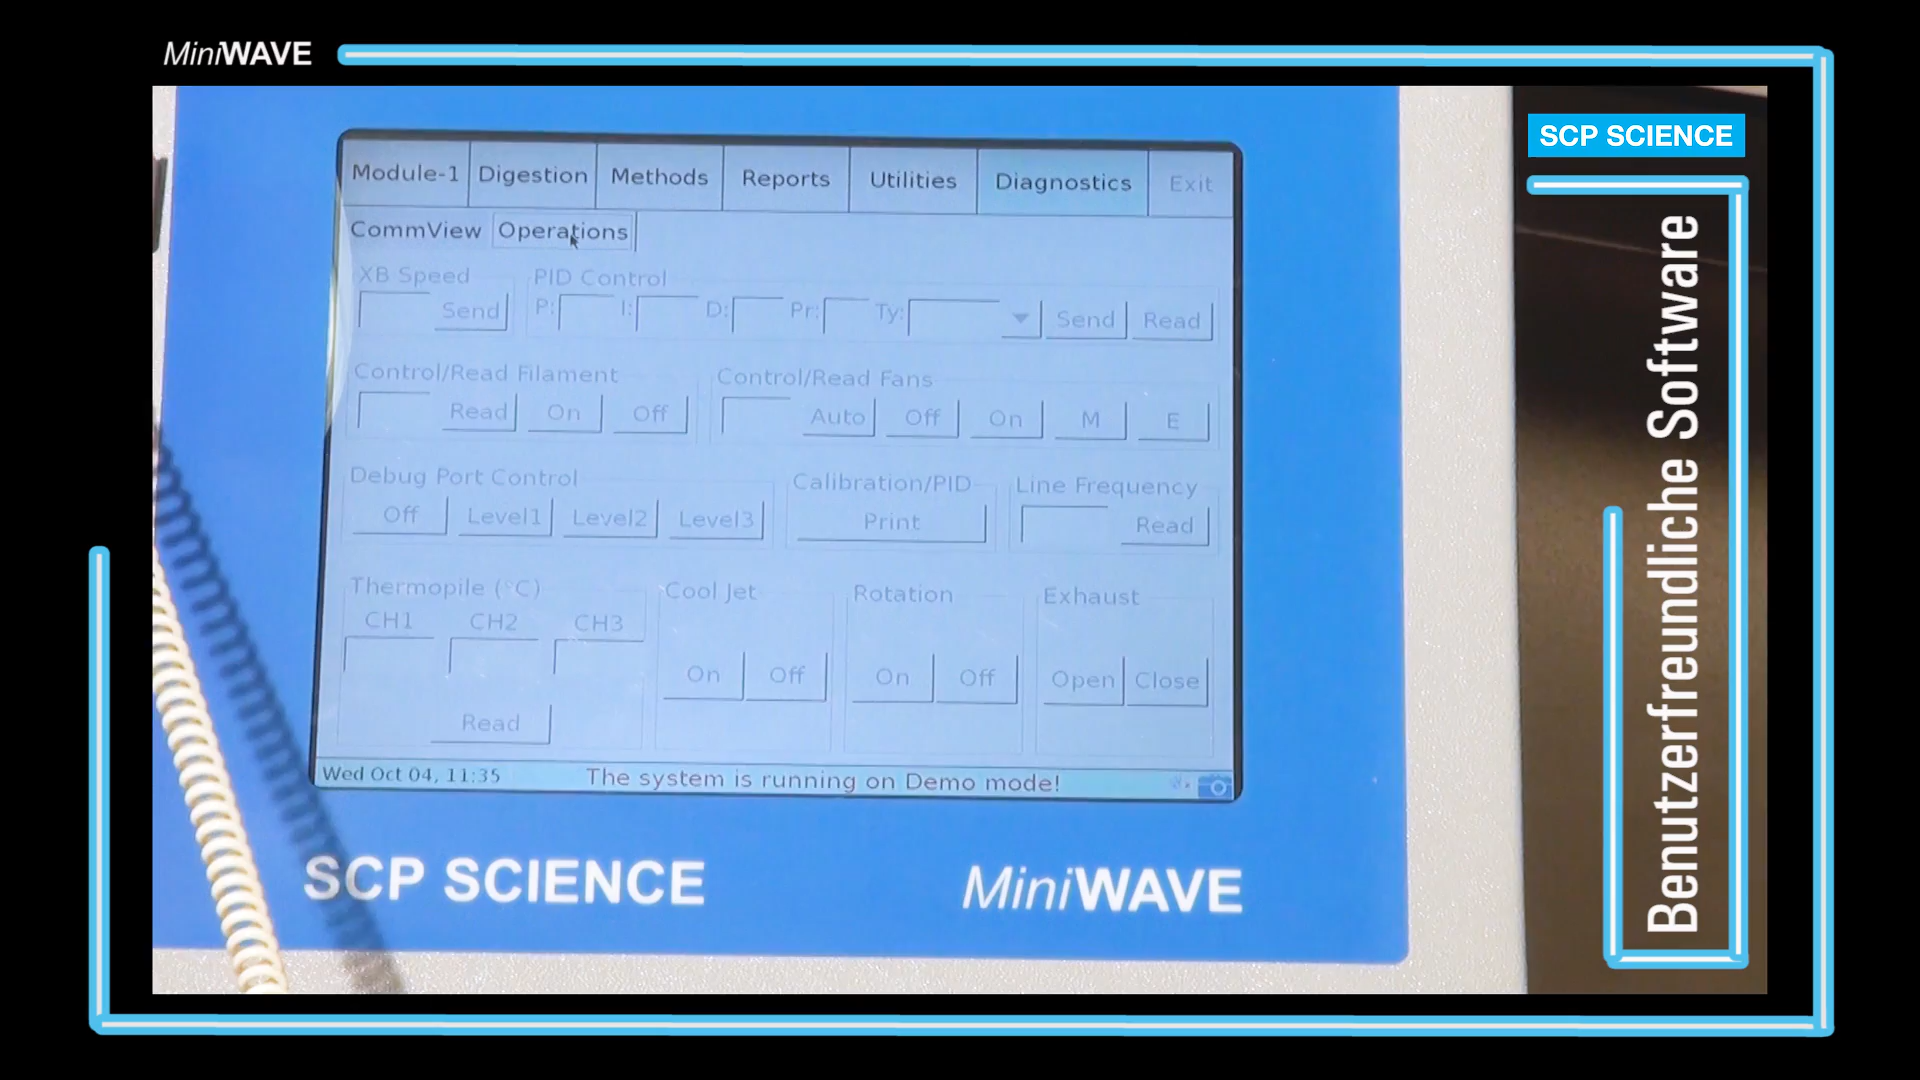 MiniWAVE
SCP SCIENCE
Benutzerfreundliche Software
Module-1 Digestion Methods Reports Utilities Diagnostics Exit
CommView Operations
XB Speed PID Control
Send P: I: D: Pr: Ty: Send Read
Control/Read Filament Control/Read Fans
Read On Off Auto Off On M E
Debug Port Control Calibration/PID Line Frequency
Off Level1 Level2 Level3 Print Read
Thermopile (°C) Cool Jet Rotation Exhaust
CH1 CH2 CH3
On Off On Off Open Close
Read
Wed Oct 04, 11:35 The system is running on Demo mode!
SCP SCIENCE MiniWAVE